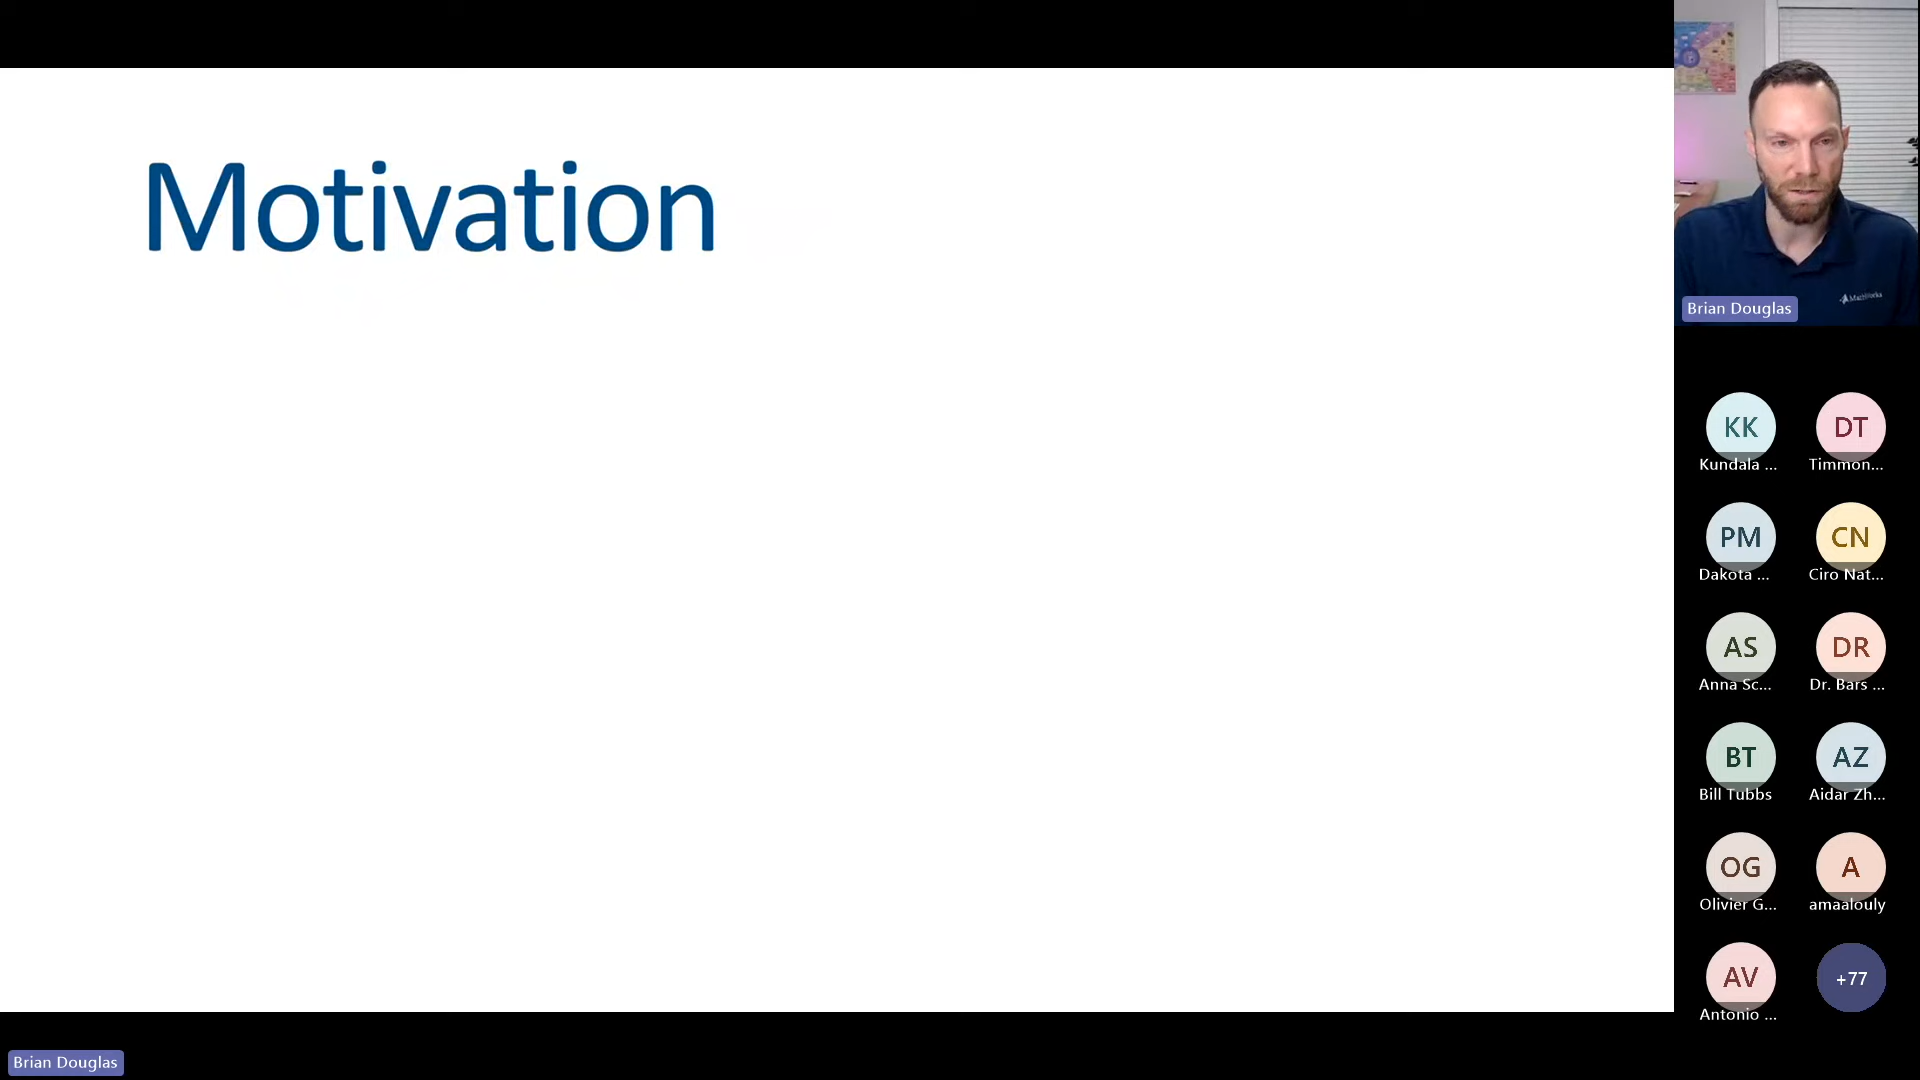 Motivation
MathWorks
Brian Douglas
KK
DT
Kundala ...
Timmon...
PM
CN
Dakota ...
Ciro Nat...
AS
DR
Anna Sc...
Dr. Bars ...
BT
AZ
Bill Tubbs
Aidar Zh...
OG
A
Olivier G...
amaalouly
AV
+77
Antonio ...
Brian Douglas